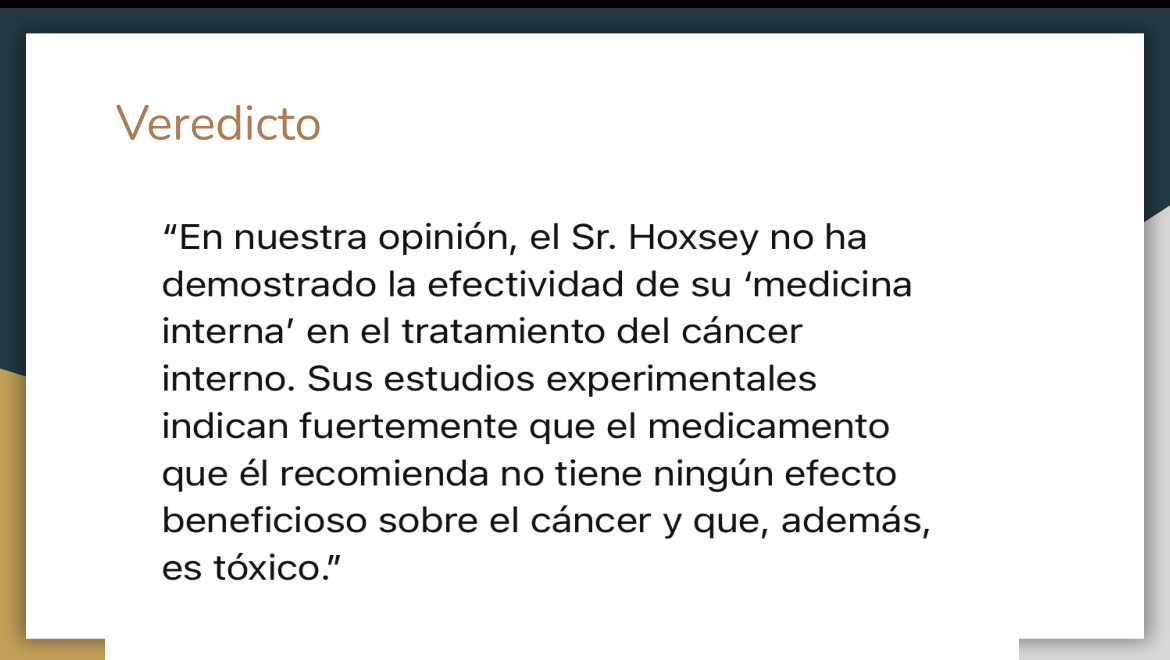 Veredicto
“En nuestra opinión, el Sr. Hoxsey no ha
demostrado la efectividad de su ‘medicina
interna’ en el tratamiento del cáncer
interno. Sus estudios experimentales
indican fuertemente que el medicamento
que él recomienda no tiene ningún efecto
beneficioso sobre el cáncer y que, además,
es tóxico.”